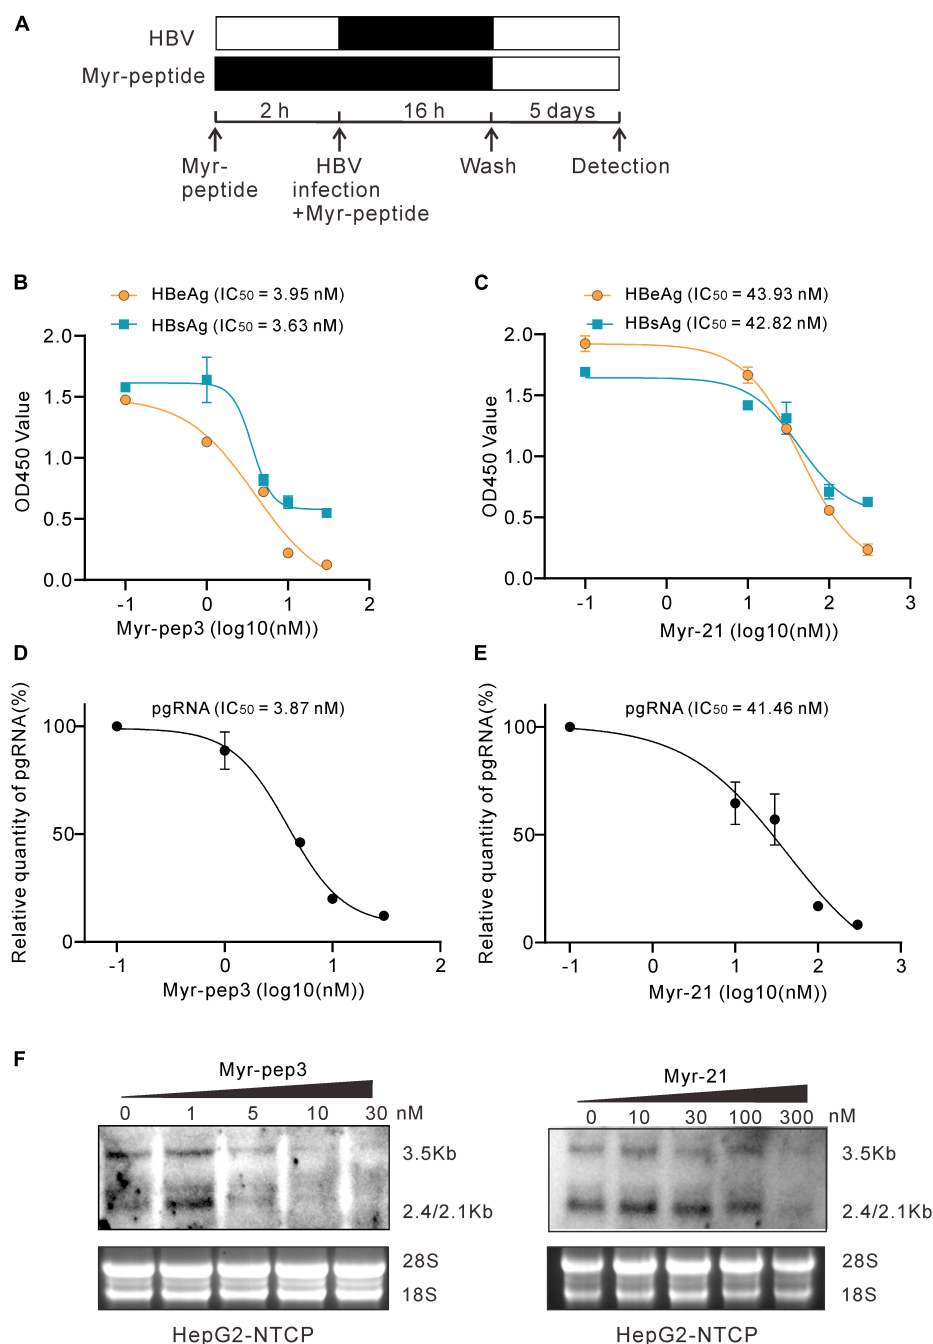 A
HBV
Myr-peptide
2 h 16 h 5 days
Myr-
peptide
HBV
infection
+Myr-peptide
Wash
Detection
B
HBeAg (IC50 = 3.95 nM)
HBsAg (IC50 = 3.63 nM)
OD450 Value
2.0
1.5
1.0
0.5
0.0
-1 0 1 2
Myr-pep3 (log10(nM))
C
HBeAg (IC50 = 43.93 nM)
HBsAg (IC50 = 42.82 nM)
OD450 Value
2.0
1.5
1.0
0.5
0.0
-1 0 1 2 3
Myr-21 (log10(nM))
D
pgRNA (IC50 = 3.87 nM)
Relative quantity of pgRNA(%)
100
50
0
-1 0 1 2
Myr-pep3 (log10(nM))
E
pgRNA (IC50 = 41.46 nM)
Relative quantity of pgRNA(%)
100
50
0
-1 0 1 2 3
Myr-21 (log10(nM))
F
Myr-pep3
0 1 5 10 30 nM
3.5Kb
2.4/2.1Kb
28S
18S
HepG2-NTCP
Myr-21
0 10 30 100 300 nM
3.5Kb
2.4/2.1Kb
28S
18S
HepG2-NTCP